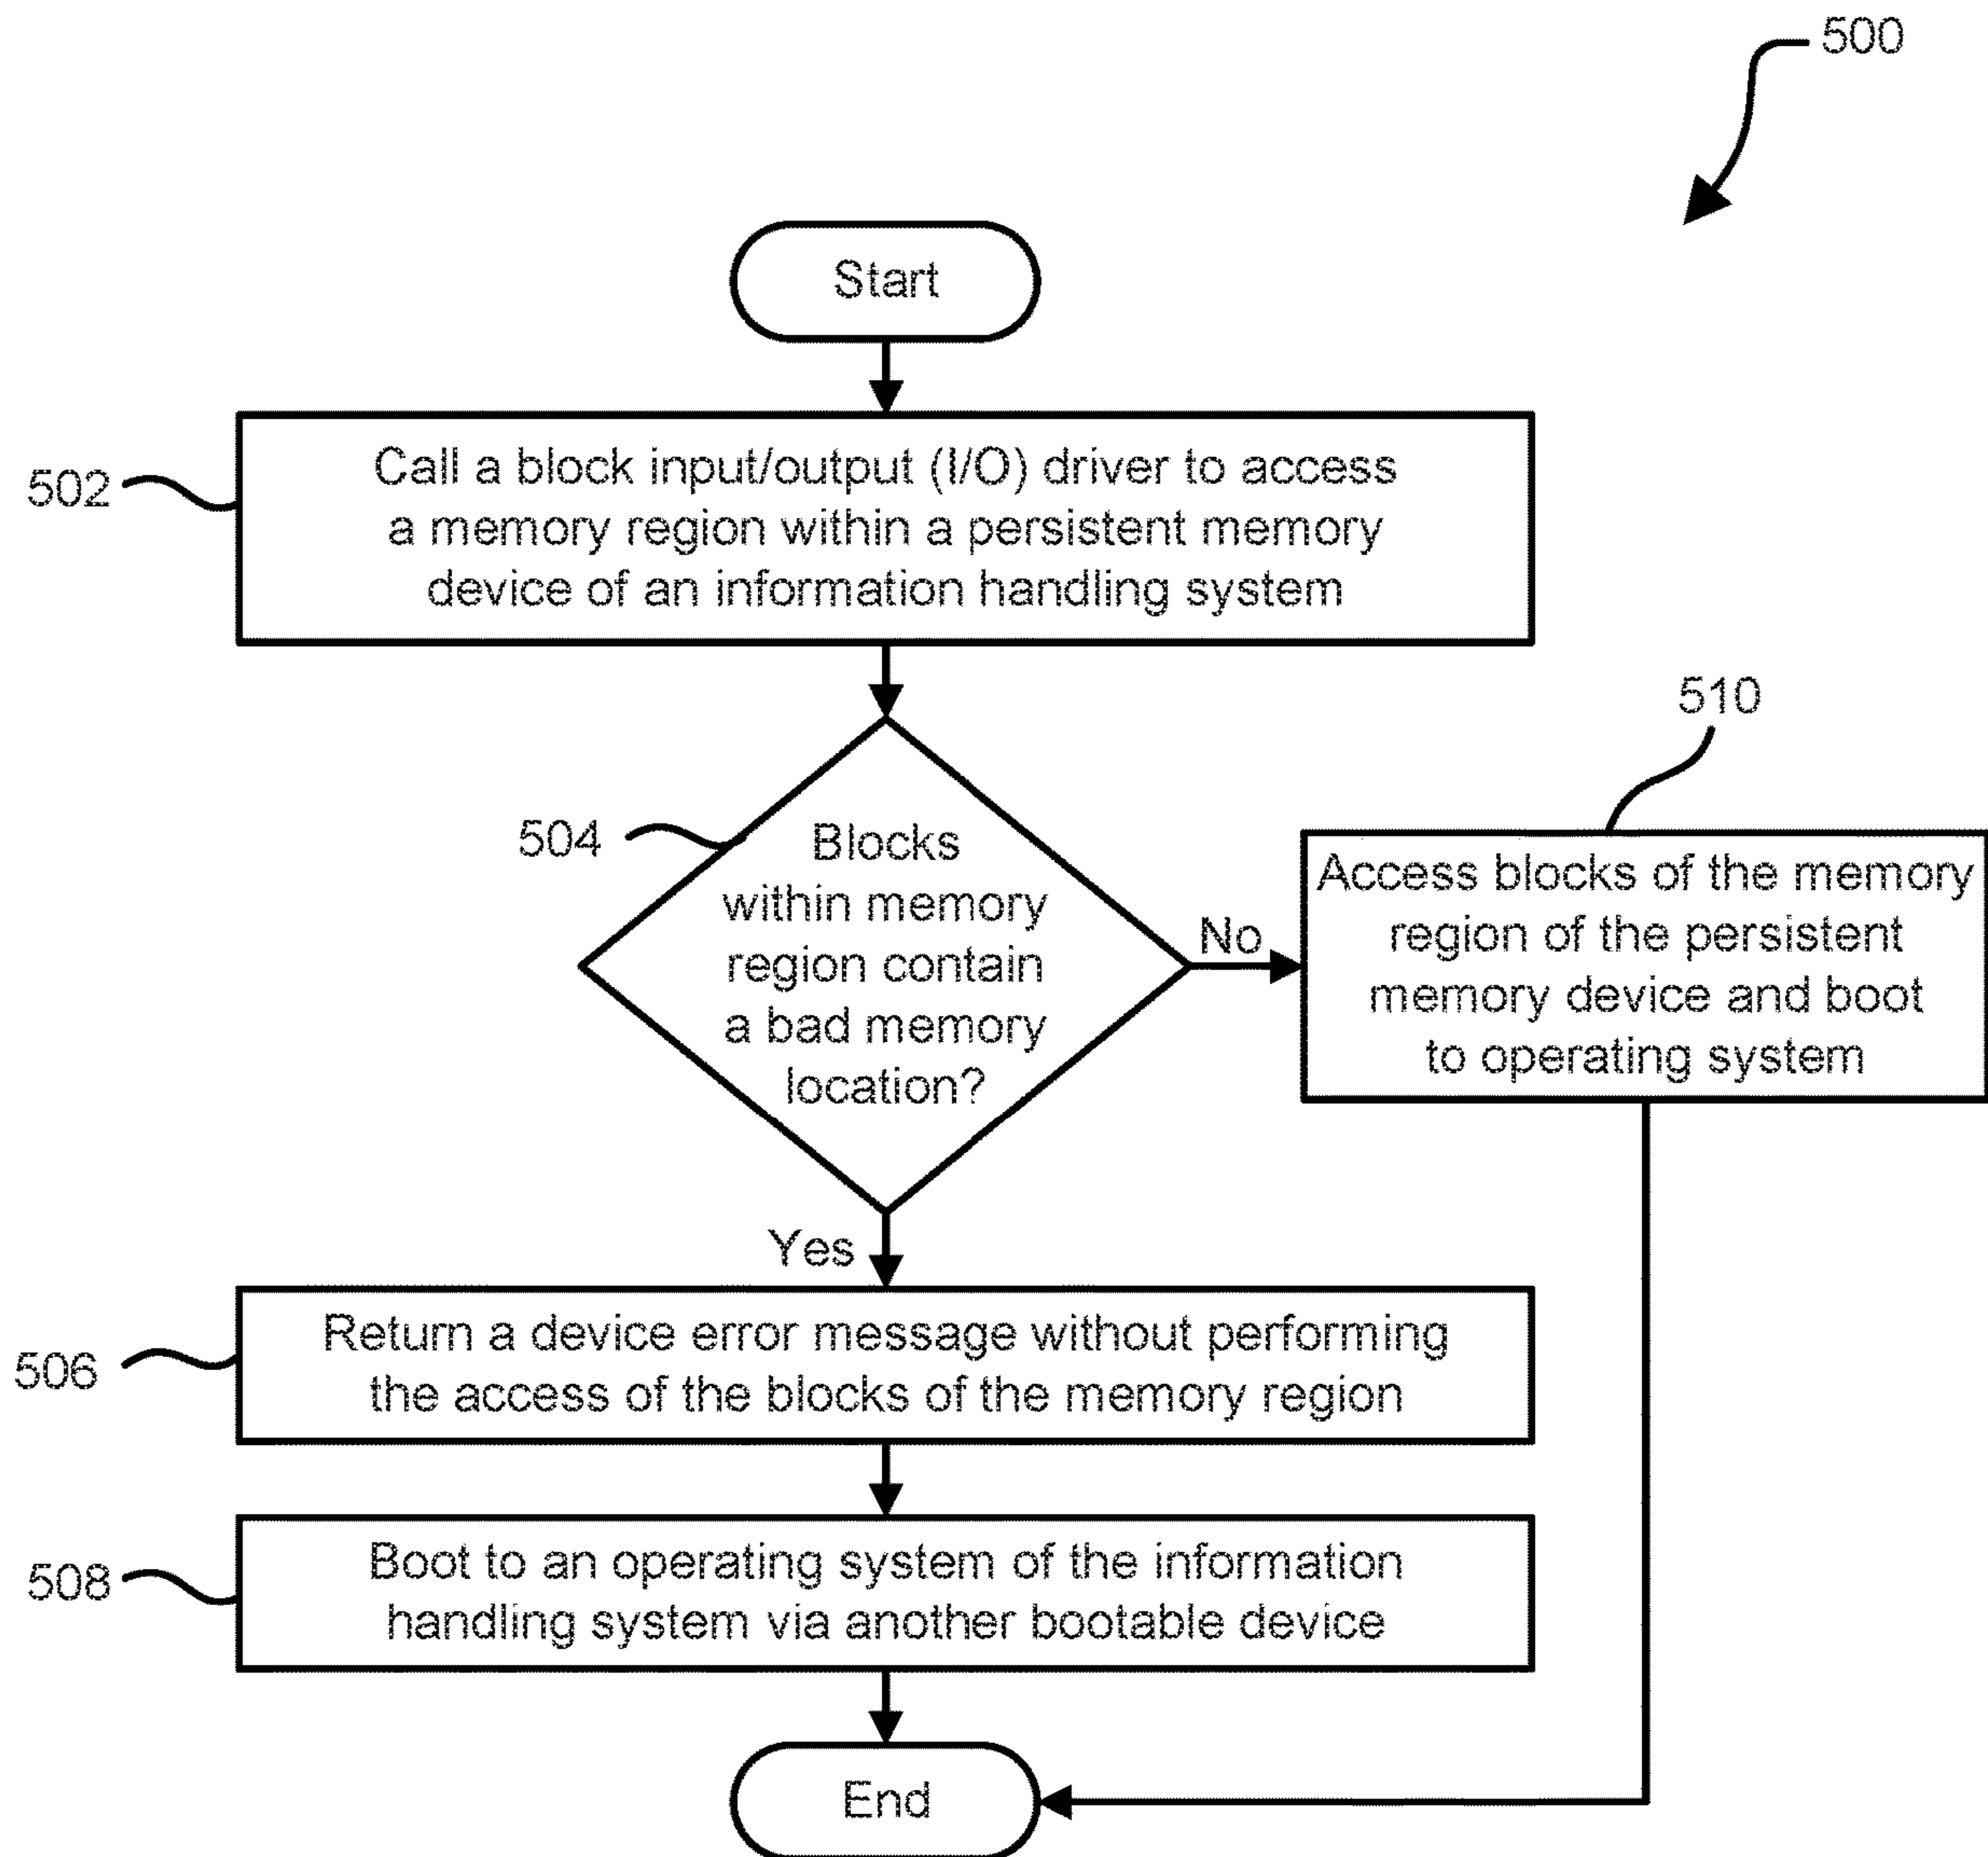 500
Start
502
Call a block input/output (I/O) driver to access
a memory region within a persistent memory
device of an information handling system
510
504
Blocks
within memory
region contain
a bad memory
location?
No
Access blocks of the memory
region of the persistent
memory device and boot
to operating system
Yes
506
Return a device error message without performing
the access of the blocks of the memory region
508
Boot to an operating system of the information
handling system via another bootable device
End